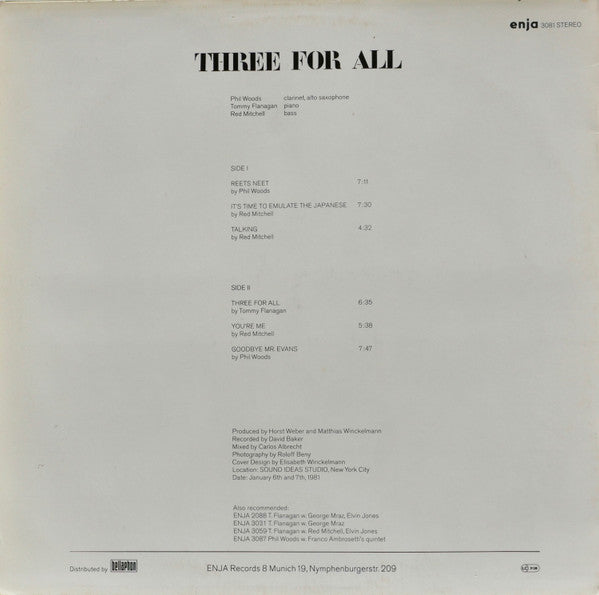 enja 3081 STEREO
THREE FOR ALL
Phil Woods clarinet, alto saxophone
Tommy Flanagan piano
Red Mitchell bass
SIDE I
REETS NEET 7:11
by Phil Woods
IT'S TIME TO EMULATE THE JAPANESE 7:30
by Red Mitchell
TALKING 4:32
by Red Mitchell
SIDE II
THREE FOR ALL 6:35
by Tommy Flanagan
YOU'RE ME 5:38
by Red Mitchell
GOODBYE MR. EVANS 7:47
by Phil Woods
Produced by Horst Weber and Matthias Winckelmann
Recorded by David Baker
Mixed by Carlos Albrecht
Photography by Roloff Beny
Cover Design by Elisabeth Winckelmann
Location: SOUND IDEAS STUDIO, New York City
Date: January 6th and 7th, 1981
Also recommended:
ENJA 2088 T. Flanagan w. George Mraz, Elvin Jones
ENJA 3031 T. Flanagan w. George Mraz
ENJA 3059 T. Flanagan w. Red Mitchell, Elvin Jones
ENJA 3087 Phil Woods w. Franco Ambrosetti's quintet
Distributed by bellaphon ENJA Records 8 Munich 19, Nymphenburgerstr. 209